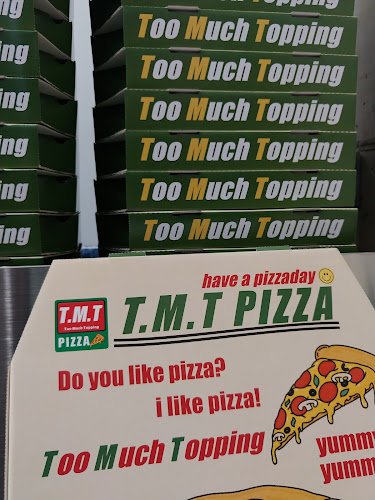 Too Much Topping
ing Too Much Topping
ing Too Much Topping
ing Too Much Topping
ing Too Much Topping
ing Too Much Topping
ing Too Much Topping
have a pizzaday
T.M.T
Too Much Topping
PIZZA
T.M.T PIZZA
Do you like pizza?
i like pizza!
Too Much Topping
yummy
yumm